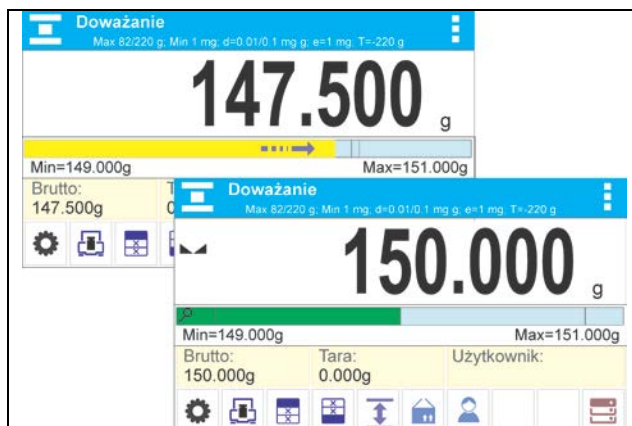 Doważanie
Max 82/220 g; Min 1 mg; d=0.01/0.1 mg g; e=1 mg; T=-220 g
147.500 g
Min=149.000g Max=151.000g
Brutto:
147.500g
Doważanie
Max 82/220 g; Min 1 mg; d=0.01/0.1 mg g; e=1 mg; T=-220 g
150.000 g
Min=149.000g Max=151.000g
Brutto: Tara: Użytkownik:
150.000g 0.000g